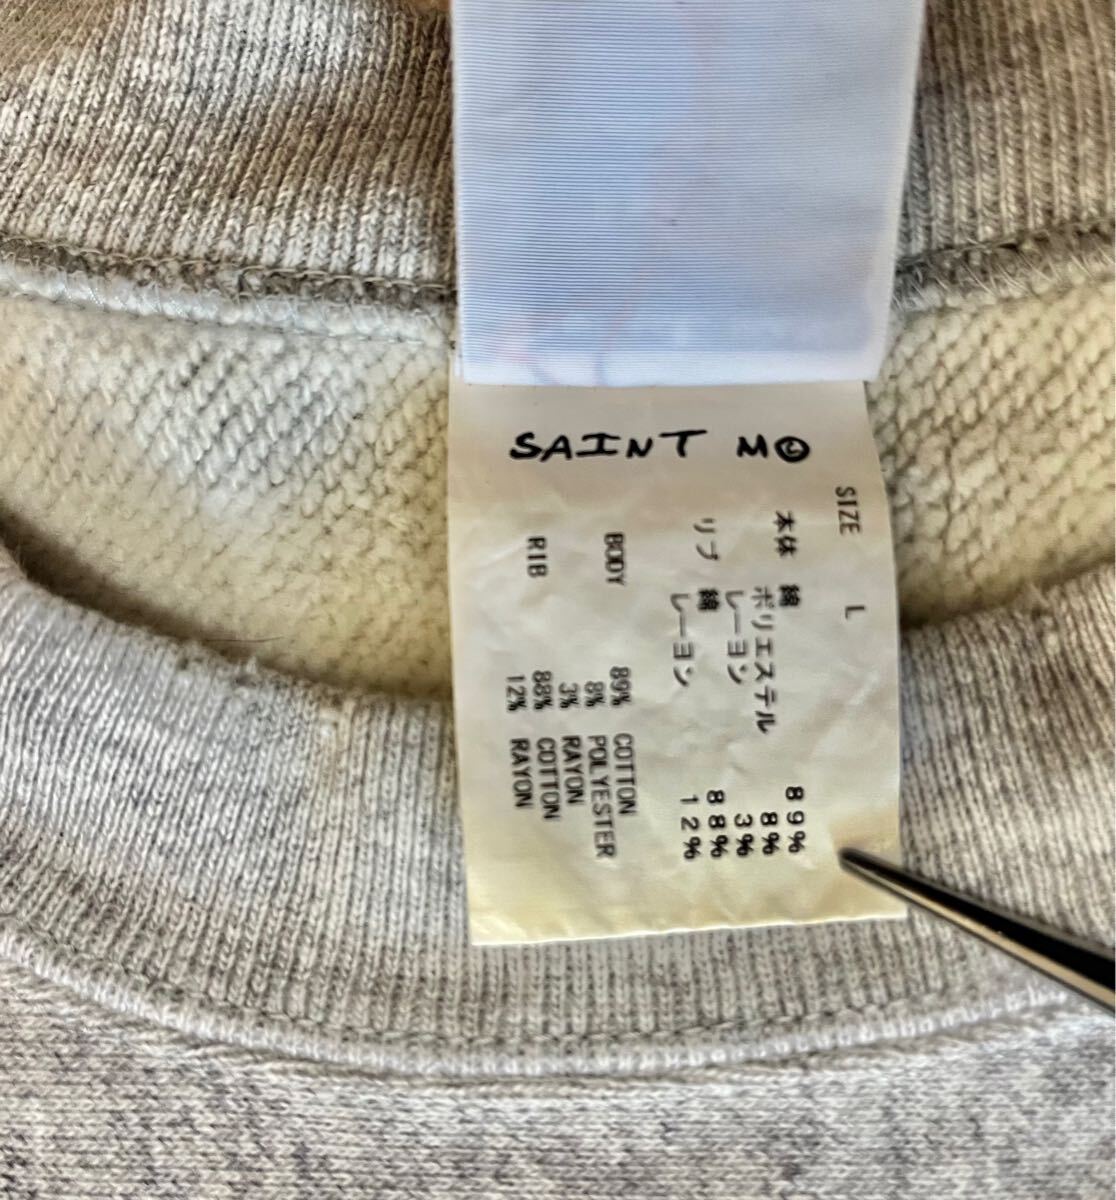 SAINT M©
SIZE L
本体 綿 89%
ポリエステル 8%
レーヨン 3%
リブ 綿 88%
レーヨン 12%
BODY 89% COTTON
8% POLYESTER
3% RAYON
RIB 88% COTTON
12% RAYON